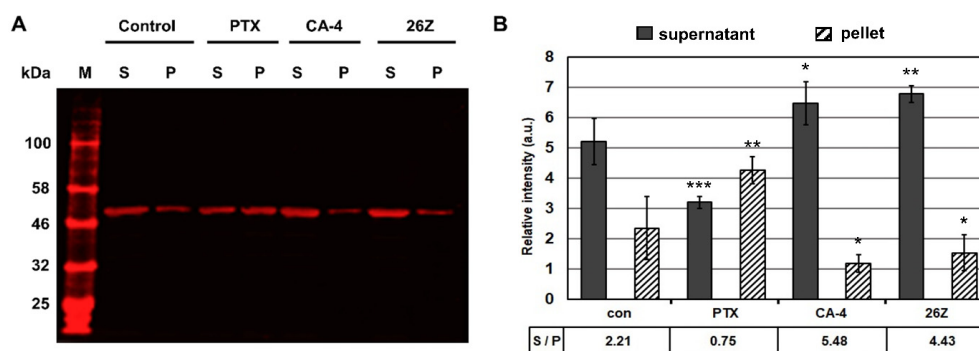 A
Control PTX CA-4 26Z
kDa M S P S P S P S P
100
58
46
32
25
B
supernatant pellet
Relative intensity (a.u.)
8
7
6
5
4
3
2
1
0
*** ** * * ** *
con PTX CA-4 26Z
S / P 2.21 0.75 5.48 4.43